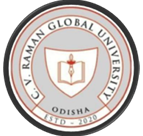 C. V. RAMAN GLOBAL UNIVERSITY
ODISHA
ESTD - 2020